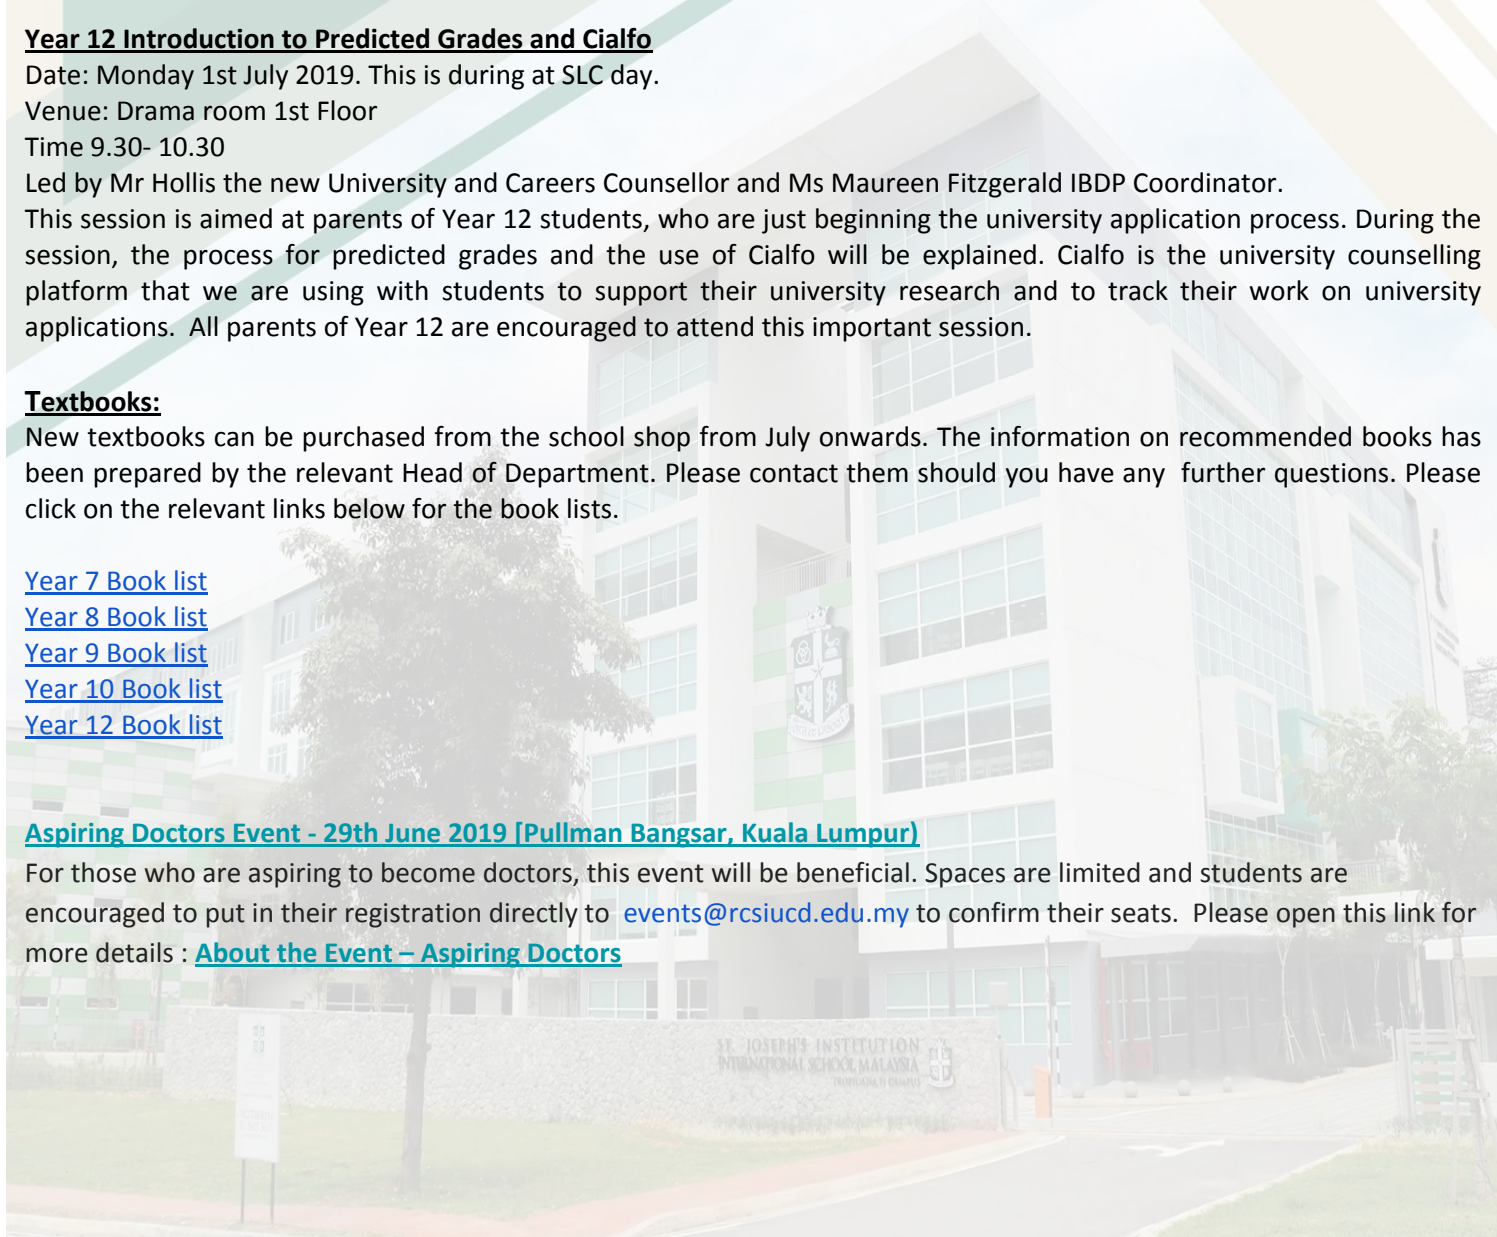 Year 12 Introduction to Predicted Grades and Cialfo
Date: Monday 1st July 2019. This is during at SLC day.
Venue: Drama room 1st Floor
Time 9.30- 10.30
Led by Mr Hollis the new University and Careers Counsellor and Ms Maureen Fitzgerald IBDP Coordinator.
This session is aimed at parents of Year 12 students, who are just beginning the university application process. During the
session, the process for predicted grades and the use of Cialfo will be explained. Cialfo is the university counselling
platform that we are using with students to support their university research and to track their work on university
applications.  All parents of Year 12 are encouraged to attend this important session.
Textbooks:
New textbooks can be purchased from the school shop from July onwards. The information on recommended books has
been prepared by the relevant Head of Department. Please contact them should you have any  further questions. Please
click on the relevant links below for the book lists.
Year 7 Book list
Year 8 Book list
Year 9 Book list
Year 10 Book list
Year 12 Book list
Aspiring Doctors Event - 29th June 2019 [Pullman Bangsar, Kuala Lumpur)
For those who are aspiring to become doctors, this event will be beneficial. Spaces are limited and students are
encouraged to put in their registration directly to  events@rcsiucd.edu.my to confirm their seats.  Please open this link for
more details : About the Event – Aspiring Doctors
ST. JOSEPH'S INSTITUTION
INTERNATIONAL SCHOOL MALAYSIA